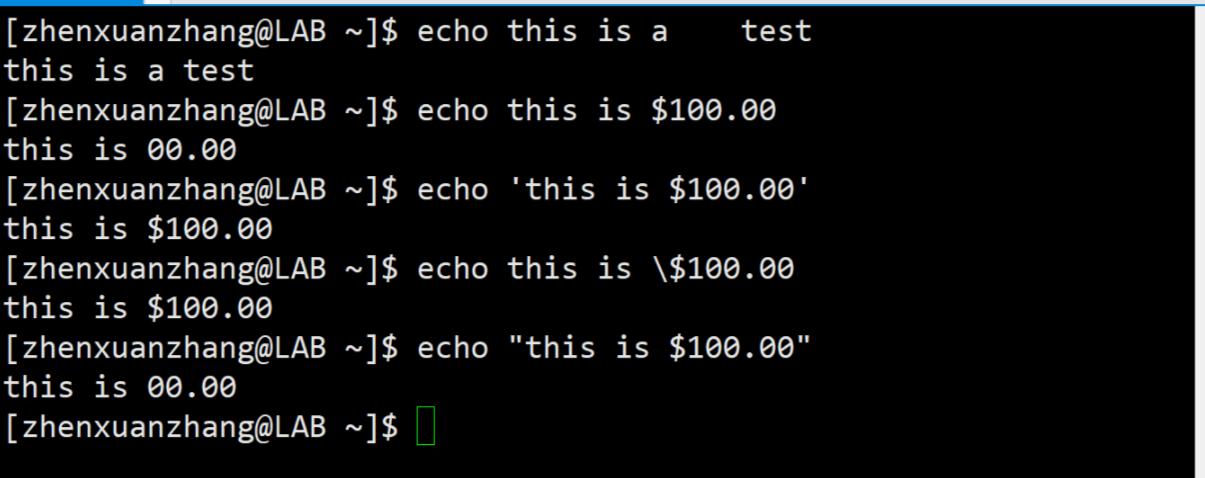 [zhenxuanzhang@LAB ~]$ echo this is a    test
this is a test
[zhenxuanzhang@LAB ~]$ echo this is $100.00
this is 00.00
[zhenxuanzhang@LAB ~]$ echo 'this is $100.00'
this is $100.00
[zhenxuanzhang@LAB ~]$ echo this is \$100.00
this is $100.00
[zhenxuanzhang@LAB ~]$ echo "this is $100.00"
this is 00.00
[zhenxuanzhang@LAB ~]$